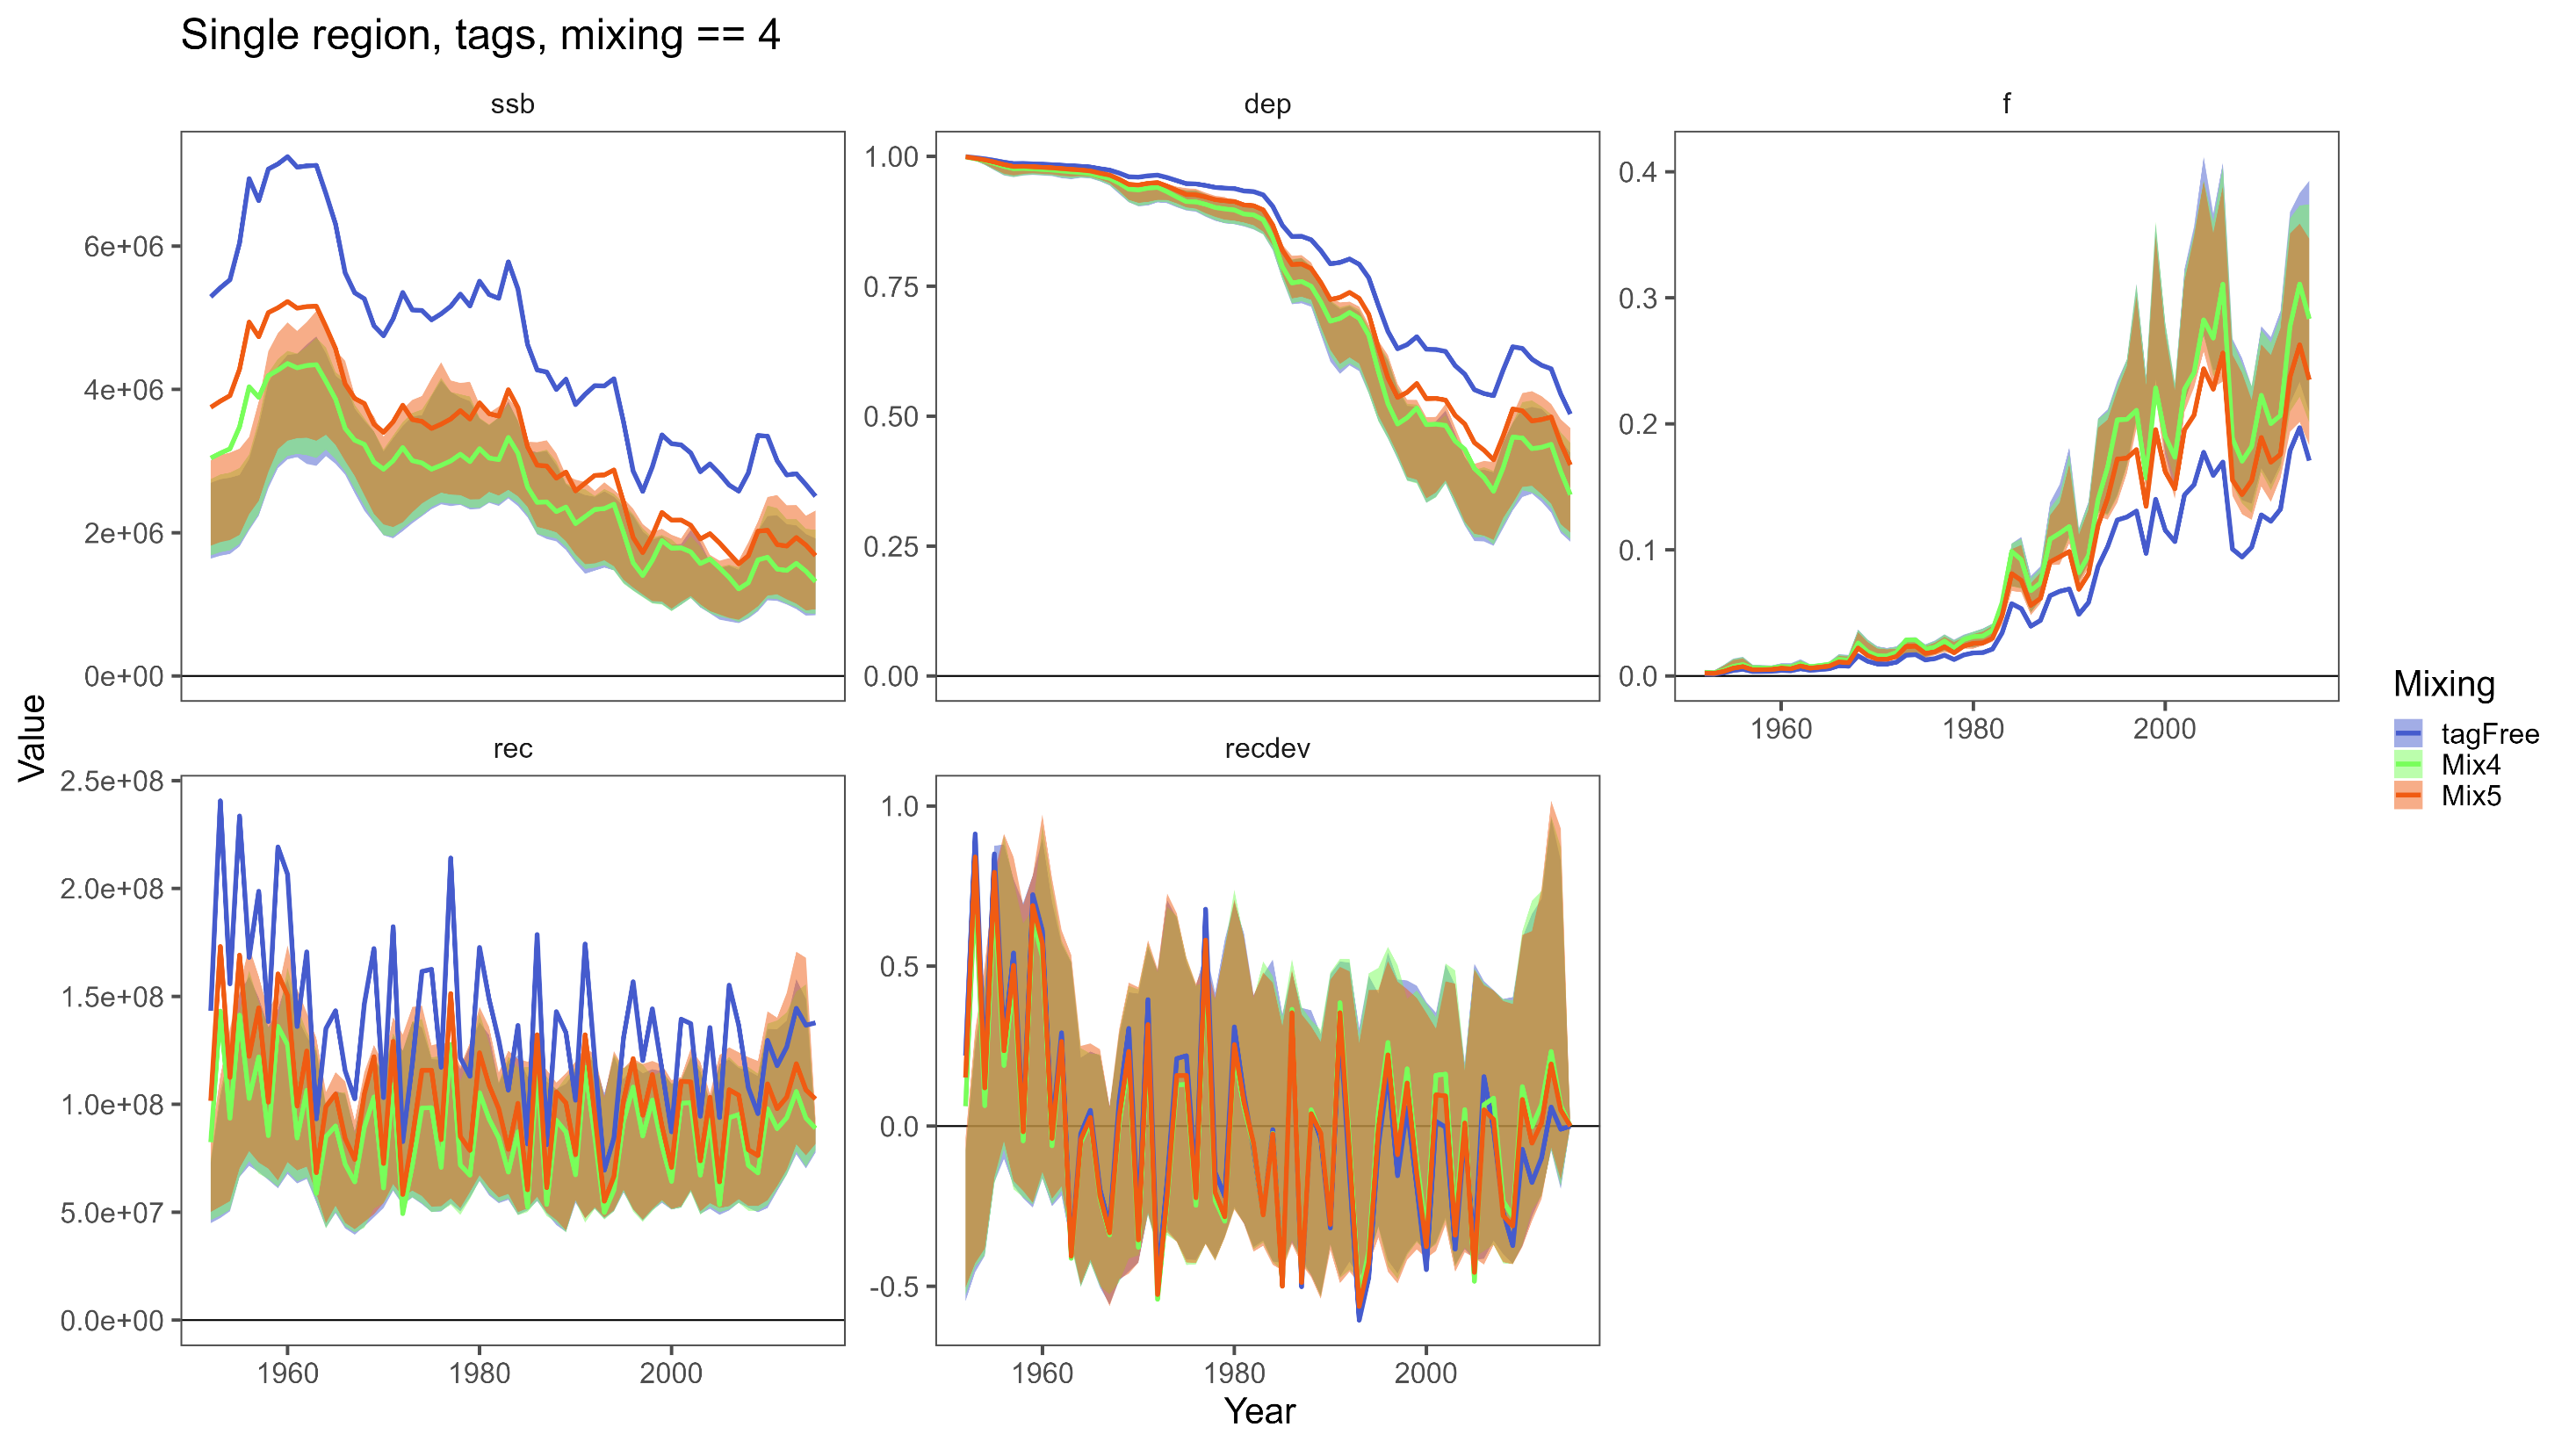 Single region, tags, mixing == 4
ssb
dep
f
6e+06
4e+06
2e+06
0e+00
1.00
0.75
0.50
0.25
0.00
0.4
0.3
0.2
0.1
0.0
1960
1980
2000
Value
rec
recdev
2.5e+08
2.0e+08
1.5e+08
1.0e+08
5.0e+07
0.0e+00
1.0
0.5
0.0
-0.5
1960
1980
2000
1960
1980
2000
Year
Mixing
tagFree
Mix4
Mix5